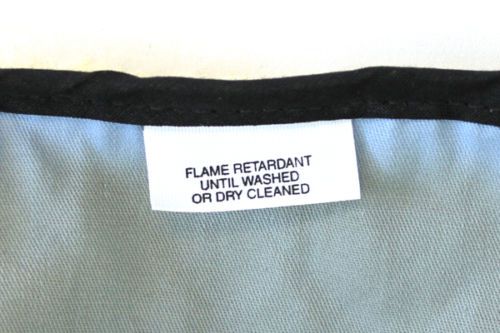 FLAME RETARDANT
UNTIL WASHED
OR DRY CLEANED